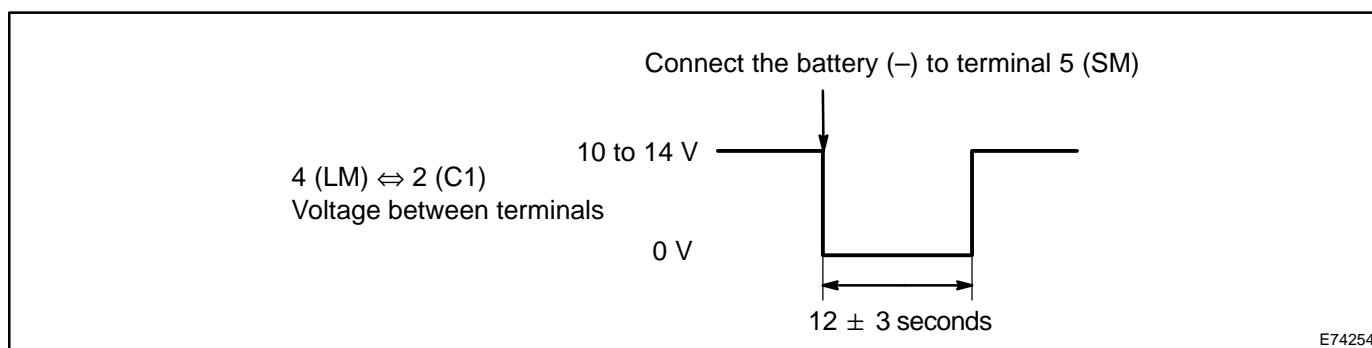 Connect the battery (–) to terminal 5 (SM)
10 to 14 V
4 (LM) ⇔ 2 (C1)
Voltage between terminals
0 V
12 ± 3 seconds
E74254